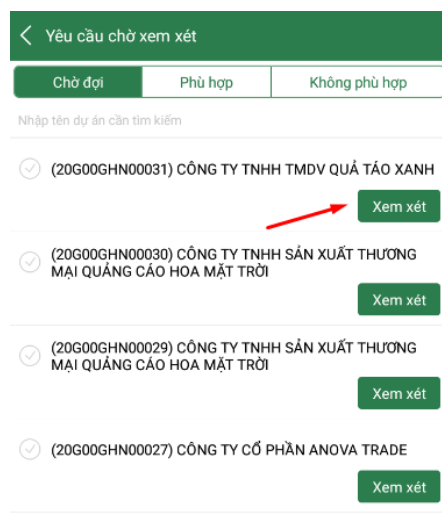 Yêu cầu chờ xem xét
Chờ đợi
Phù hợp
Không phù hợp
Nhập tên dự án cần tìm kiếm
(20G00GHN00031) CÔNG TY TNHH TMDV QUẢ TÁO XANH
Xem xét
(20G00GHN00030) CÔNG TY TNHH SẢN XUẤT THƯƠNG
MẠI QUẢNG CÁO HOA MẶT TRỜI
Xem xét
(20G00GHN00029) CÔNG TY TNHH SẢN XUẤT THƯƠNG
MẠI QUẢNG CÁO HOA MẶT TRỜI
Xem xét
(20G00GHN00027) CÔNG TY CỔ PHẦN ANOVA TRADE
Xem xét